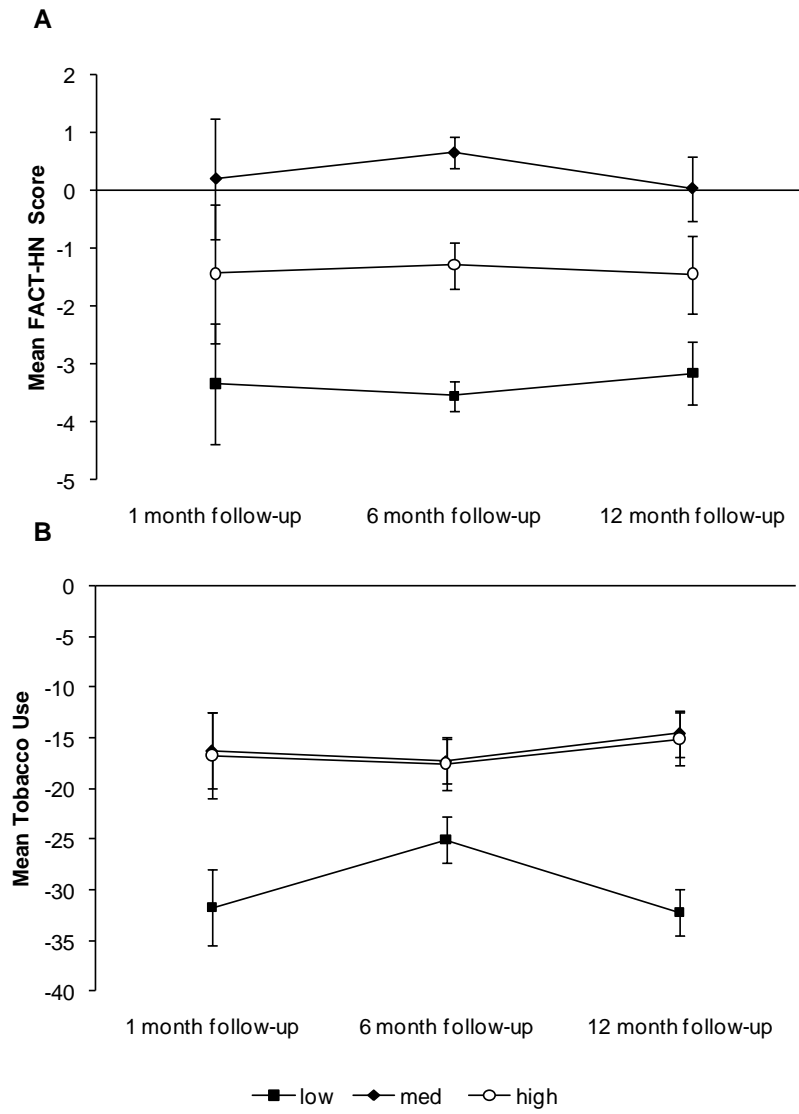 A
2
1
0
-1
-2
-3
-4
-5
Mean FACT-HN Score
1 month follow-up 6 month follow-up 12 month follow-up
B
0
-5
-10
-15
-20
-25
-30
-35
-40
Mean Tobacco Use
1 month follow-up 6 month follow-up 12 month follow-up
low med high